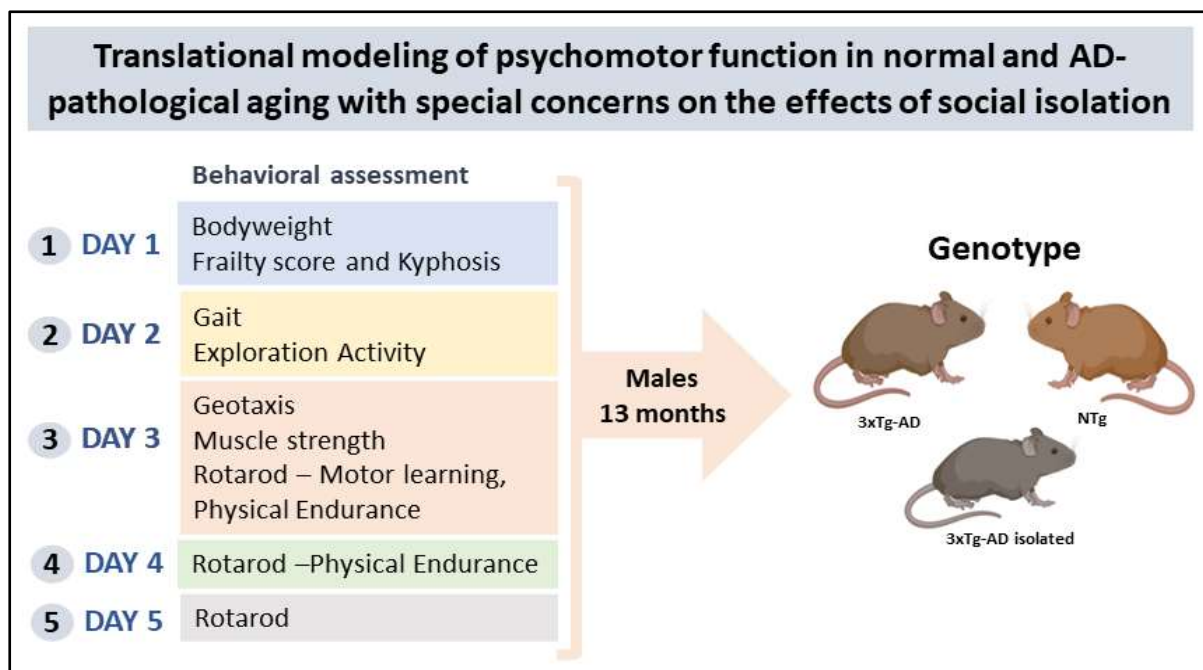 Translational modeling of psychomotor function in normal and AD-
pathological aging with special concerns on the effects of social isolation
Behavioral assessment
1 DAY 1
Bodyweight
Frailty score and Kyphosis
2 DAY 2
Gait
Exploration Activity
3 DAY 3
Geotaxis
Muscle strength
Rotarod – Motor learning,
Physical Endurance
4 DAY 4
Rotarod –Physical Endurance
5 DAY 5
Rotarod
Males
13 months
Genotype
3xTg-AD
NTg
3xTg-AD isolated